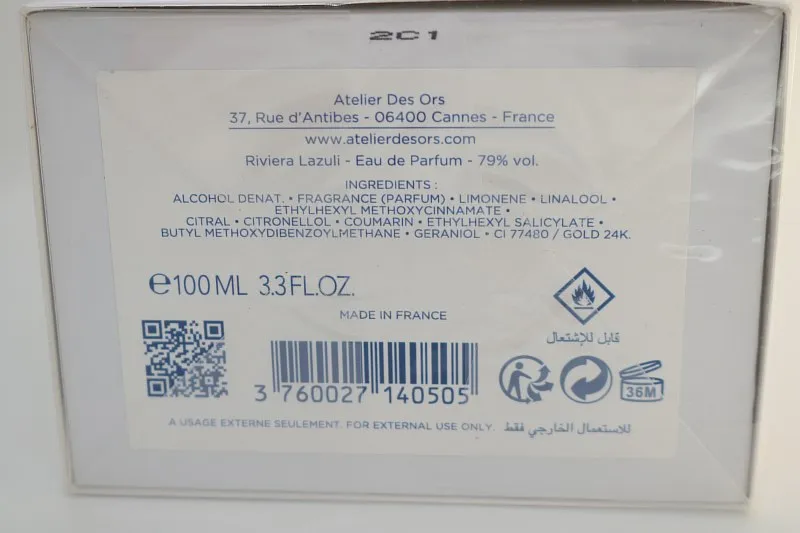 2C1
Atelier Des Ors
37, Rue d'Antibes - 06400 Cannes - France
www.atelierdesors.com
Riviera Lazuli - Eau de Parfum - 79% vol.
INGREDIENTS :
ALCOHOL DENAT. • FRAGRANCE (PARFUM) • LIMONENE • LINALOOL •
ETHYLHEXYL METHOXYCINNAMATE •
CITRAL • CITRONELLOL • COUMARIN • ETHYLHEXYL SALICYLATE •
BUTYL METHOXYDIBENZOYLMETHANE • GERANIOL • CI 77480 / GOLD 24K.
℮100 ML 3.3 FL.OZ.
MADE IN FRANCE
قابل للإشتعال
3 760027 140505
36M
A USAGE EXTERNE SEULEMENT. FOR EXTERNAL USE ONLY. للاستعمال الخارجي فقط